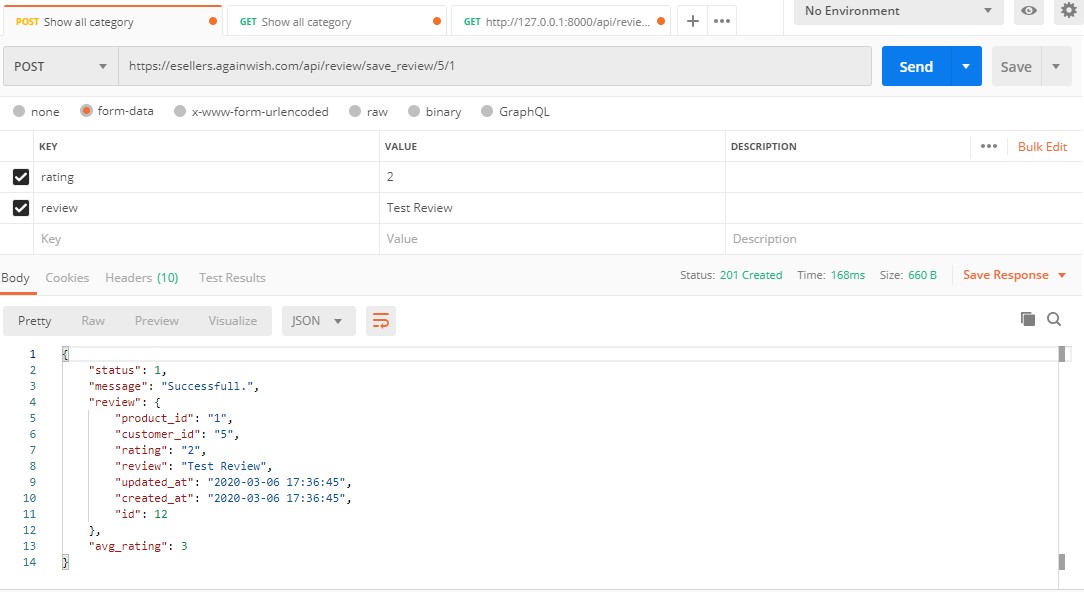 POST Show all category GET Show all category GET http://127.0.0.1:8000/api/revie... + ••• No Environment
POST https://esellers.againwish.com/api/review/save_review/5/1 Send Save
none form-data x-www-form-urlencoded raw binary GraphQL
KEY VALUE DESCRIPTION ••• Bulk Edit
rating 2
review Test Review
Key Value Description
Body Cookies Headers (10) Test Results Status: 201 Created Time: 168ms Size: 660 B Save Response
Pretty Raw Preview Visualize JSON
1 {
2 "status": 1,
3 "message": "Successfull.",
4 "review": {
5 "product_id": "1",
6 "customer_id": "5",
7 "rating": "2",
8 "review": "Test Review",
9 "updated_at": "2020-03-06 17:36:45",
10 "created_at": "2020-03-06 17:36:45",
11 "id": 12
12 },
13 "avg_rating": 3
14 }